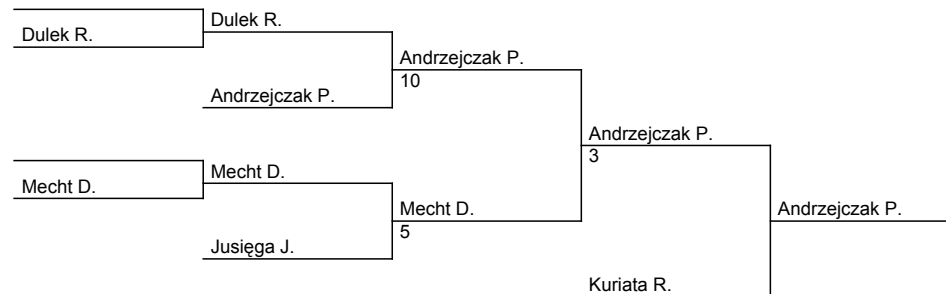 Dulek R.
Dulek R.
Andrzejczak P.
10
Andrzejczak P.
Andrzejczak P.
3
Mecht D.
Mecht D.
Mecht D.
5
Andrzejczak P.
Jusięga J.
Kuriata R.